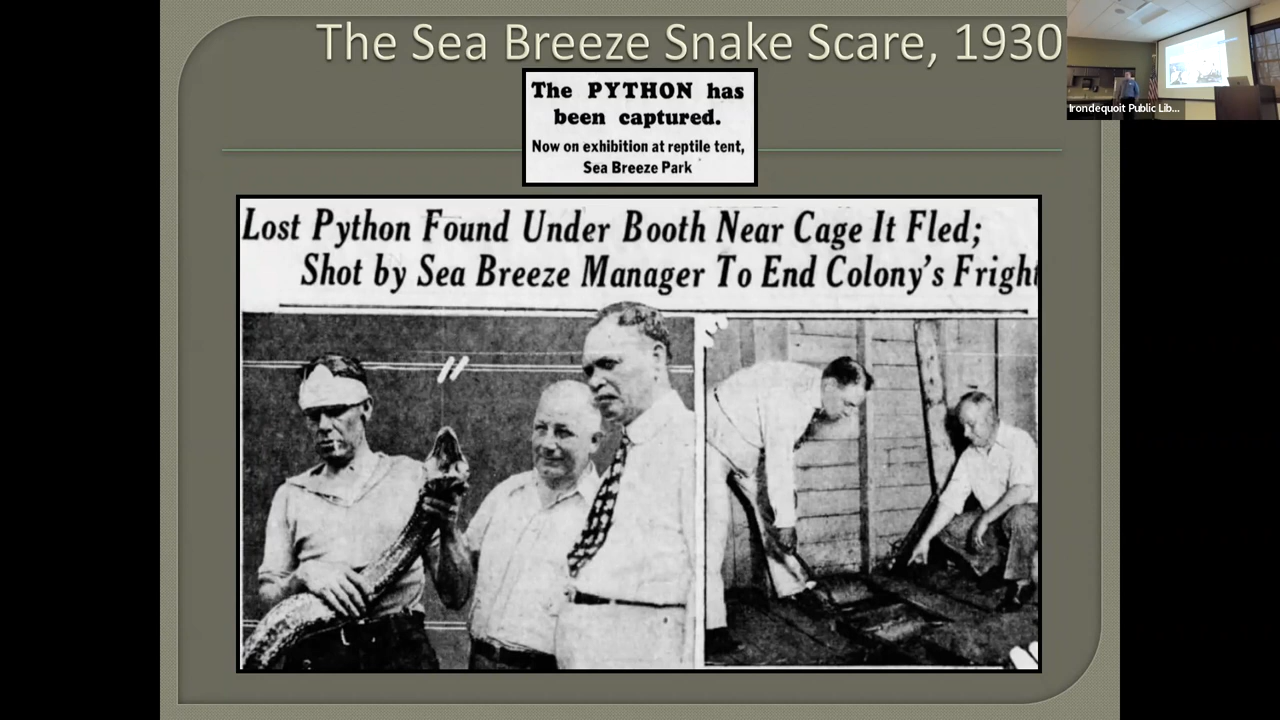 The Sea Breeze Snake Scare, 1930
Irondequoit Public Lib...
The PYTHON has
been captured.
Now on exhibition at reptile tent,
Sea Breeze Park
Lost Python Found Under Booth Near Cage It Fled;
Shot by Sea Breeze Manager To End Colony's Fright